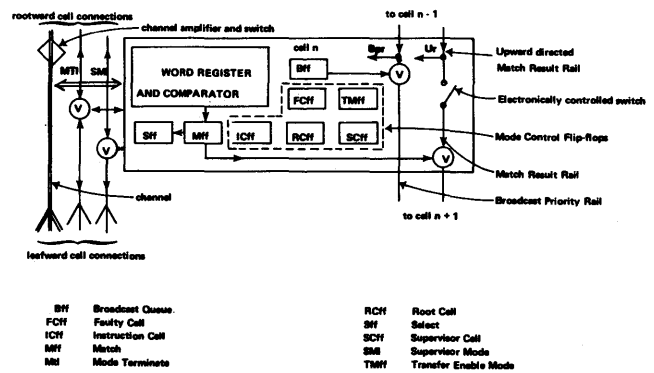 rootward cell connections
channel amplifier and switch
to cell n - 1
MTI
SMI
cell n
Bpr
Ur
Upward directed
Match Result Rail
WORD REGISTER
AND COMPARATOR
Bff
V
V
FCff
TMff
Electronically controlled switch
V
Sff
Mff
ICff
RCff
SCff
Mode Control Flip-flops
V
Match Result Rail
channel
Broadcast Priority Rail
to cell n + 1
leafward cell connections
Bff Broadcast Queue.
FCff Faulty Cell
ICff Instruction Cell
Mff Match
MtI Mode Terminate
RCff Root Cell
Sff Select
SCff Supervisor Cell
SMI Supervisor Mode
TMff Transfer Enable Mode